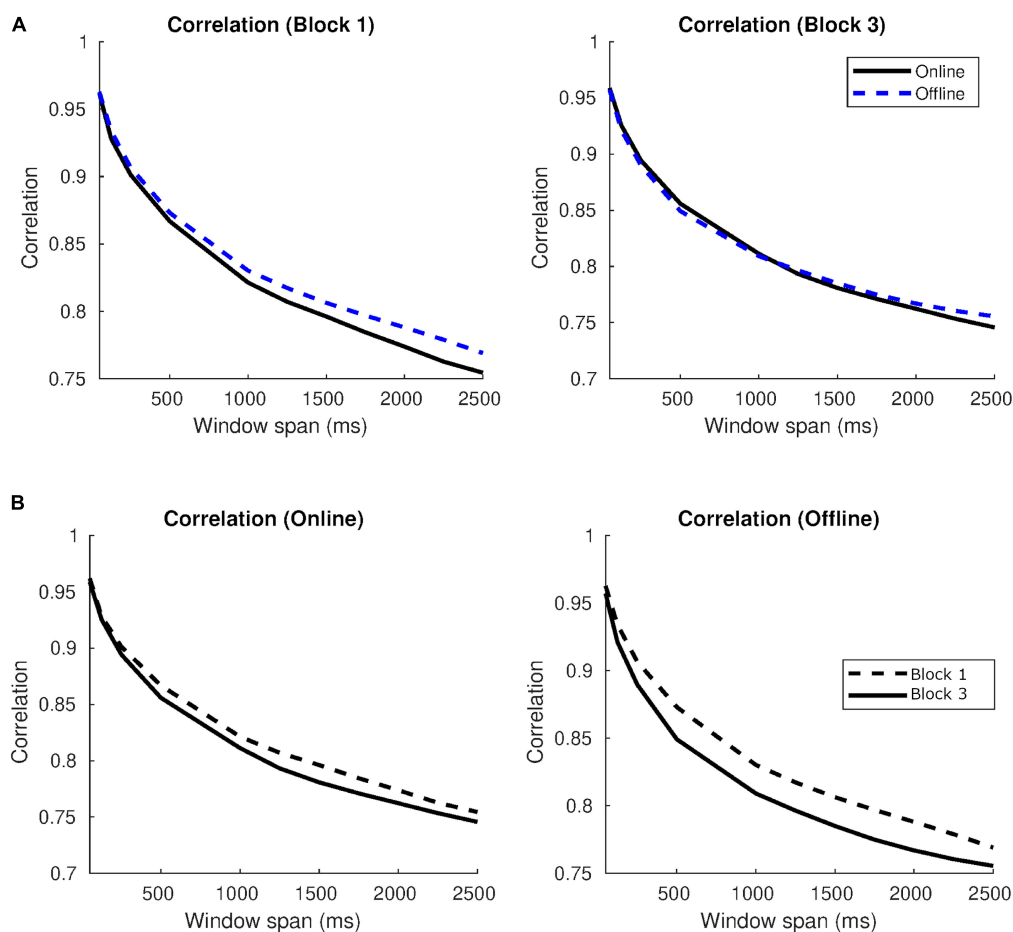 A
Correlation (Block 1)
1
0.95
0.9
0.85
0.8
0.75
Correlation
500 1000 1500 2000 2500
Window span (ms)
Correlation (Block 3)
1
0.95
0.9
0.85
0.8
0.75
0.7
Correlation
500 1000 1500 2000 2500
Window span (ms)
Online
Offline
B
Correlation (Online)
1
0.95
0.9
0.85
0.8
0.75
0.7
Correlation
500 1000 1500 2000 2500
Window span (ms)
Correlation (Offline)
1
0.95
0.9
0.85
0.8
0.75
Correlation
500 1000 1500 2000 2500
Window span (ms)
Block 1
Block 3